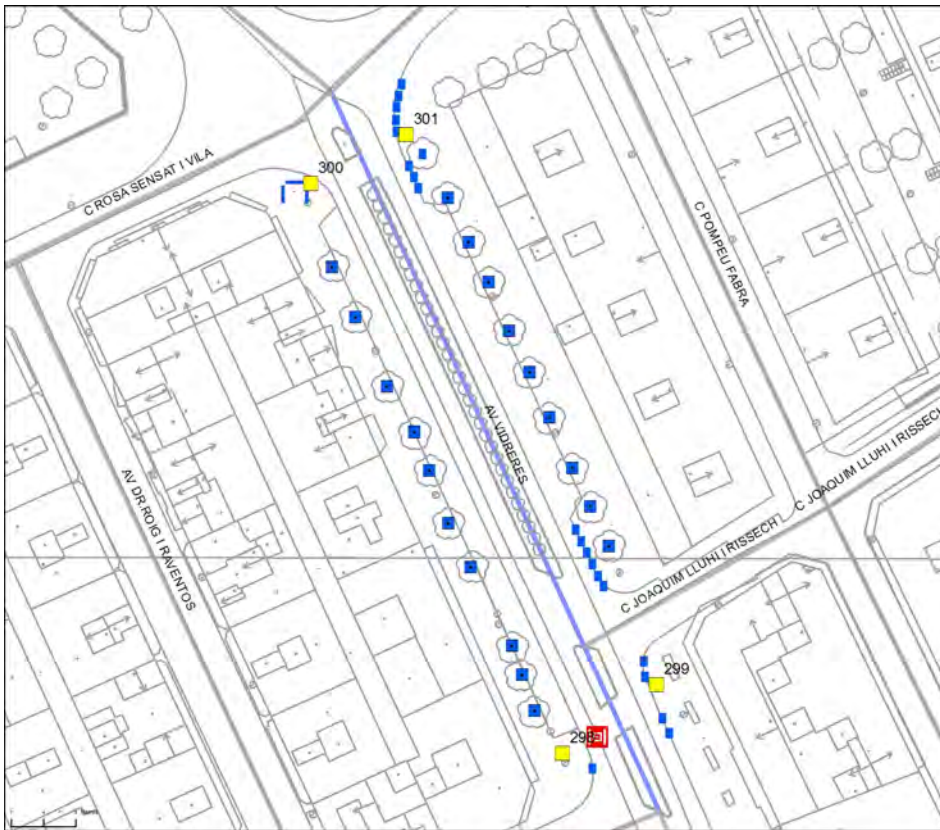 301
300
C ROSA SENSAT I VILA
C POMPEU FABRA
AV VIDRERES
C JOAQUIM LLUHI I RISSECH
C JOAQUIM LLUHI I RISSECH
AV DR.ROIG I RAVENTOS
C JOAQUIM LLUHI I RISSECH
299